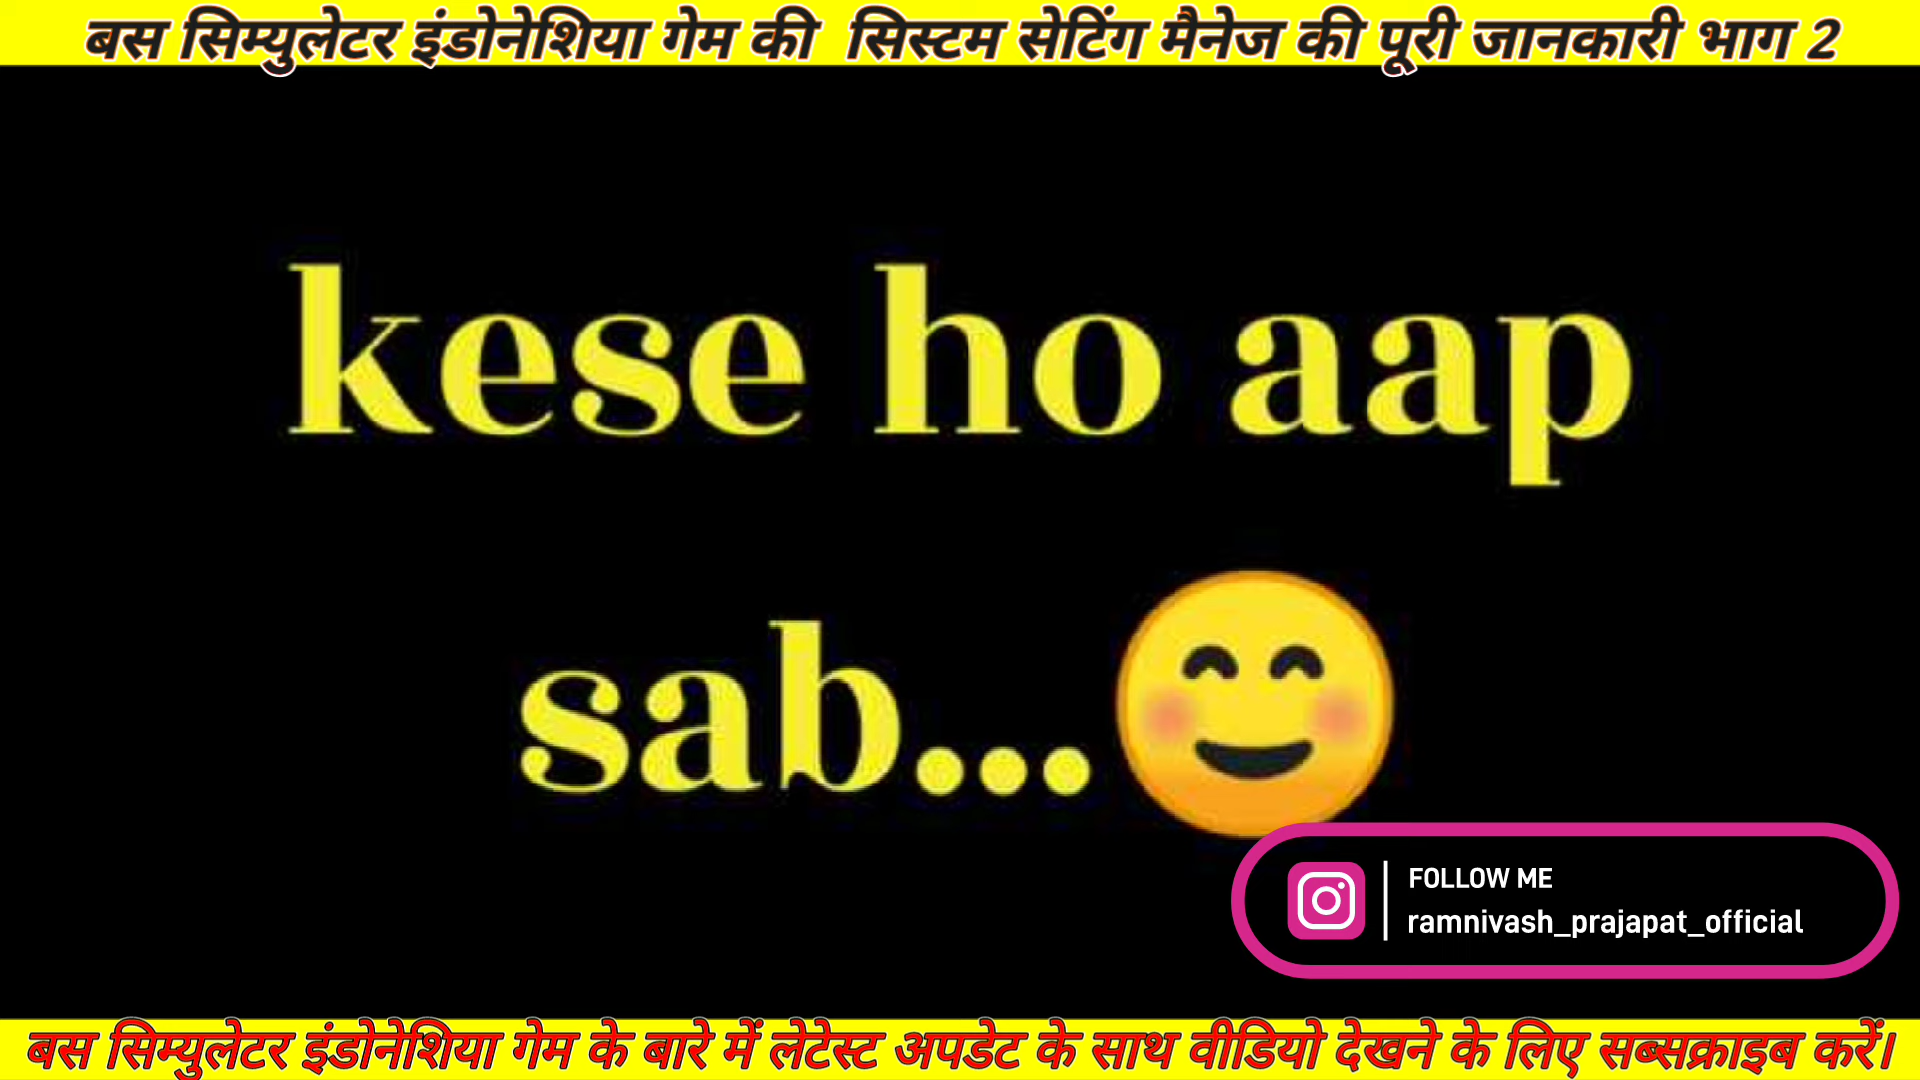 बस सिम्युलेटर इंडोनेशिया गेम की सिस्टम सेटिंग मैनेज की पूरी जानकारी भाग 2
kese ho aap
sab...😊
FOLLOW ME
ramnivash_prajapat_official
बस सिम्युलेटर इंडोनेशिया गेम के बारे में लेटेस्ट अपडेट के साथ वीडियो देखने के लिए सब्सक्राइब करें।